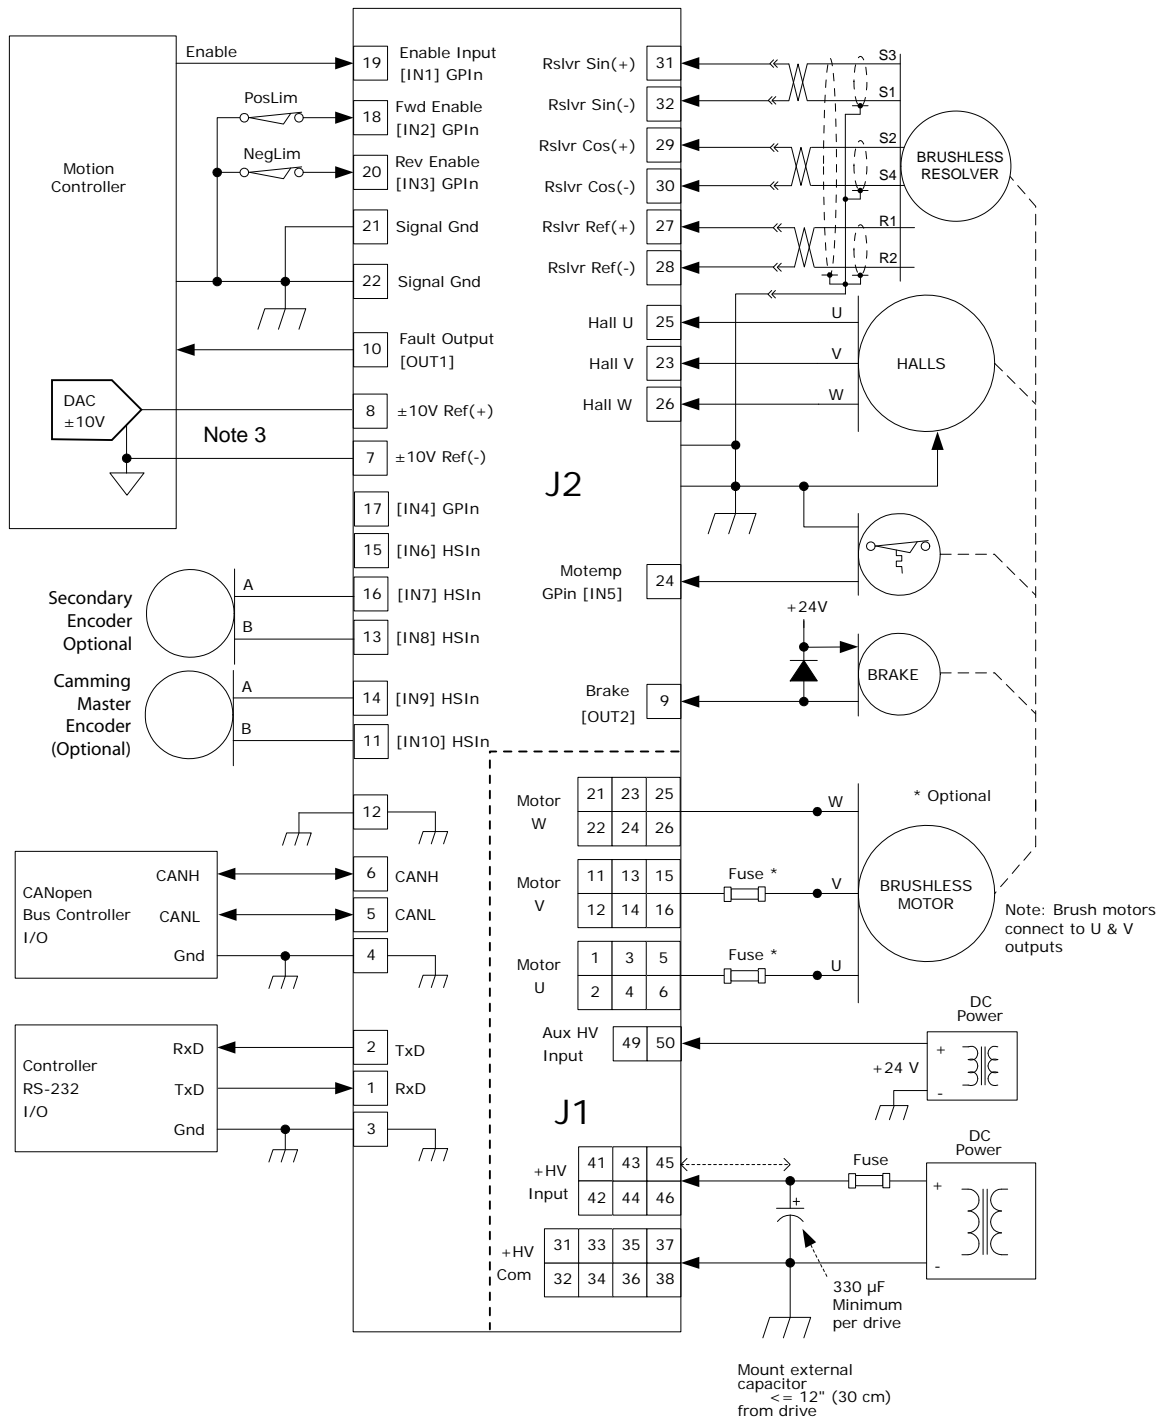 Motion
Controller
Enable
PosLim
NegLim
DAC
±10V
Note 3
19
Enable Input
[IN1] GPIn
18
Fwd Enable
[IN2] GPIn
20
Rev Enable
[IN3] GPIn
21
Signal Gnd
22
Signal Gnd
10
Fault Output
[OUT1]
8
±10V Ref(+)
7
±10V Ref(-)
17
[IN4] GPIn
15
[IN6] HSIn
Secondary
Encoder
Optional
A
B
16
[IN7] HSIn
13
[IN8] HSIn
Camming
Master
Encoder
(Optional)
A
B
14
[IN9] HSIn
11
[IN10] HSIn
12
CANopen
Bus Controller
I/O
CANH
CANL
Gnd
6
CANH
5
CANL
4
Controller
RS-232
I/O
RxD
TxD
Gnd
2
TxD
1
RxD
3
J2
Rslvr Sin(+)
31
S3
Rslvr Sin(-)
32
S1
Rslvr Cos(+)
29
S2
Rslvr Cos(-)
30
S4
Rslvr Ref(+)
27
R1
Rslvr Ref(-)
28
R2
BRUSHLESS
RESOLVER
Hall U
25
U
Hall V
23
V
Hall W
26
W
HALLS
Motemp
GPin [IN5]
24
+24V
Brake
[OUT2]
9
BRAKE
Motor
W
21 23 25
22 24 26
W
* Optional
Motor
V
11 13 15
12 14 16
Fuse *
V
BRUSHLESS
MOTOR
Note: Brush motors
connect to U & V
outputs
Motor
U
1 3 5
2 4 6
Fuse *
U
Aux HV
Input
49 50
DC
Power
+24 V
+
-
J1
+HV
Input
41 43 45
42 44 46
Fuse
DC
Power
+
-
+
+HV
Com
31 33 35 37
32 34 36 38
330 µF
Minimum
per drive
Mount external
capacitor
<= 12" (30 cm)
from drive